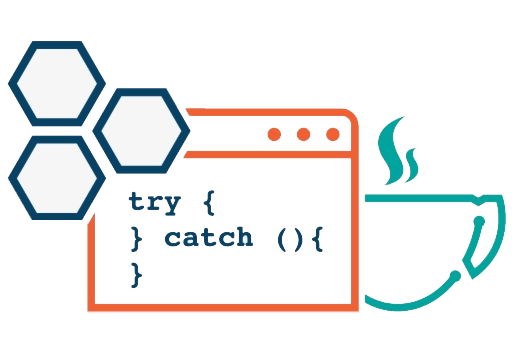 try {
} catch (){
}